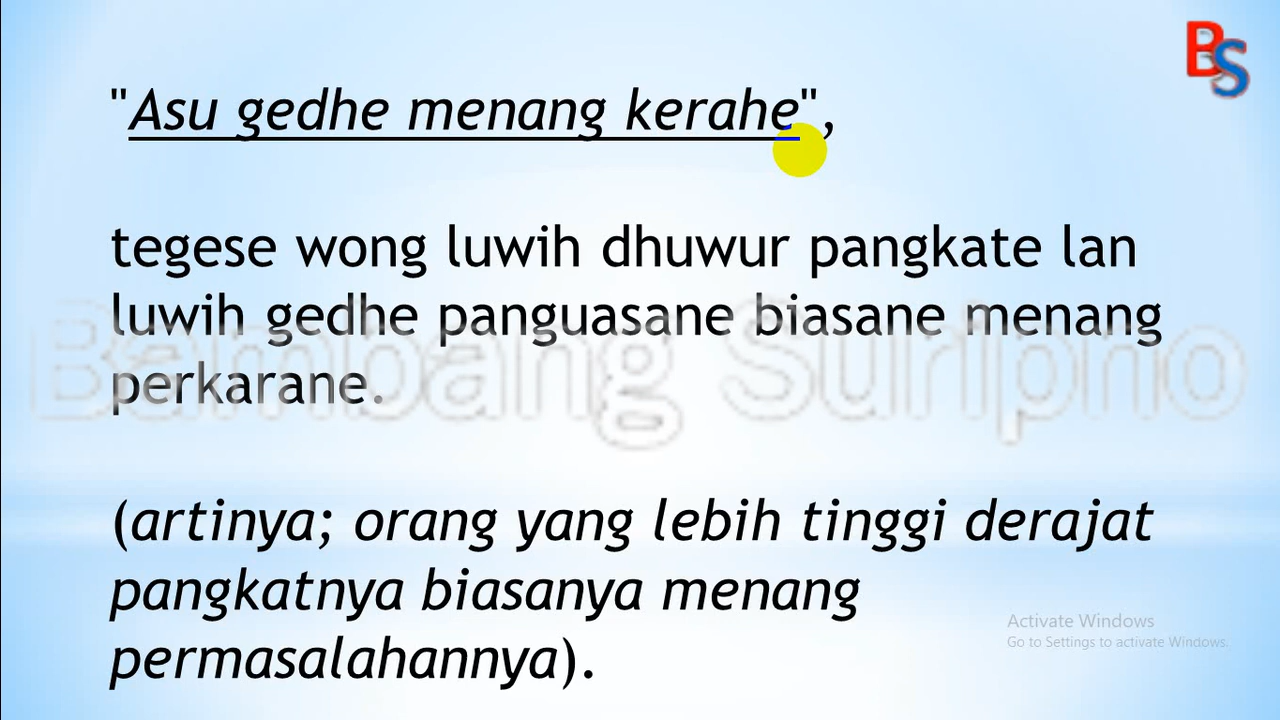 BS
"Asu gedhe menang kerahe",
tegese wong luwih dhuwur pangkate lan
luwih gedhe panguasane biasane menang
perkarane.
Bambang Suripno
(artinya; orang yang lebih tinggi derajat
pangkatnya biasanya menang
permasalahannya).
Activate Windows
Go to Settings to activate Windows.